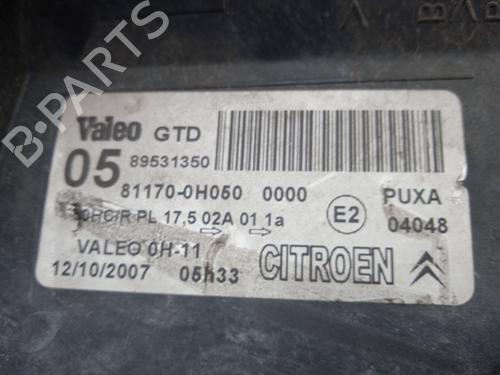 B-PARTS
Valeo GTD
05 89531350
81170-0H050 0000
PL 17,5 02A 01 1a
E2
PUXA
04048
VALEO 0H-11
12/10/2007 05h33
CITROEN